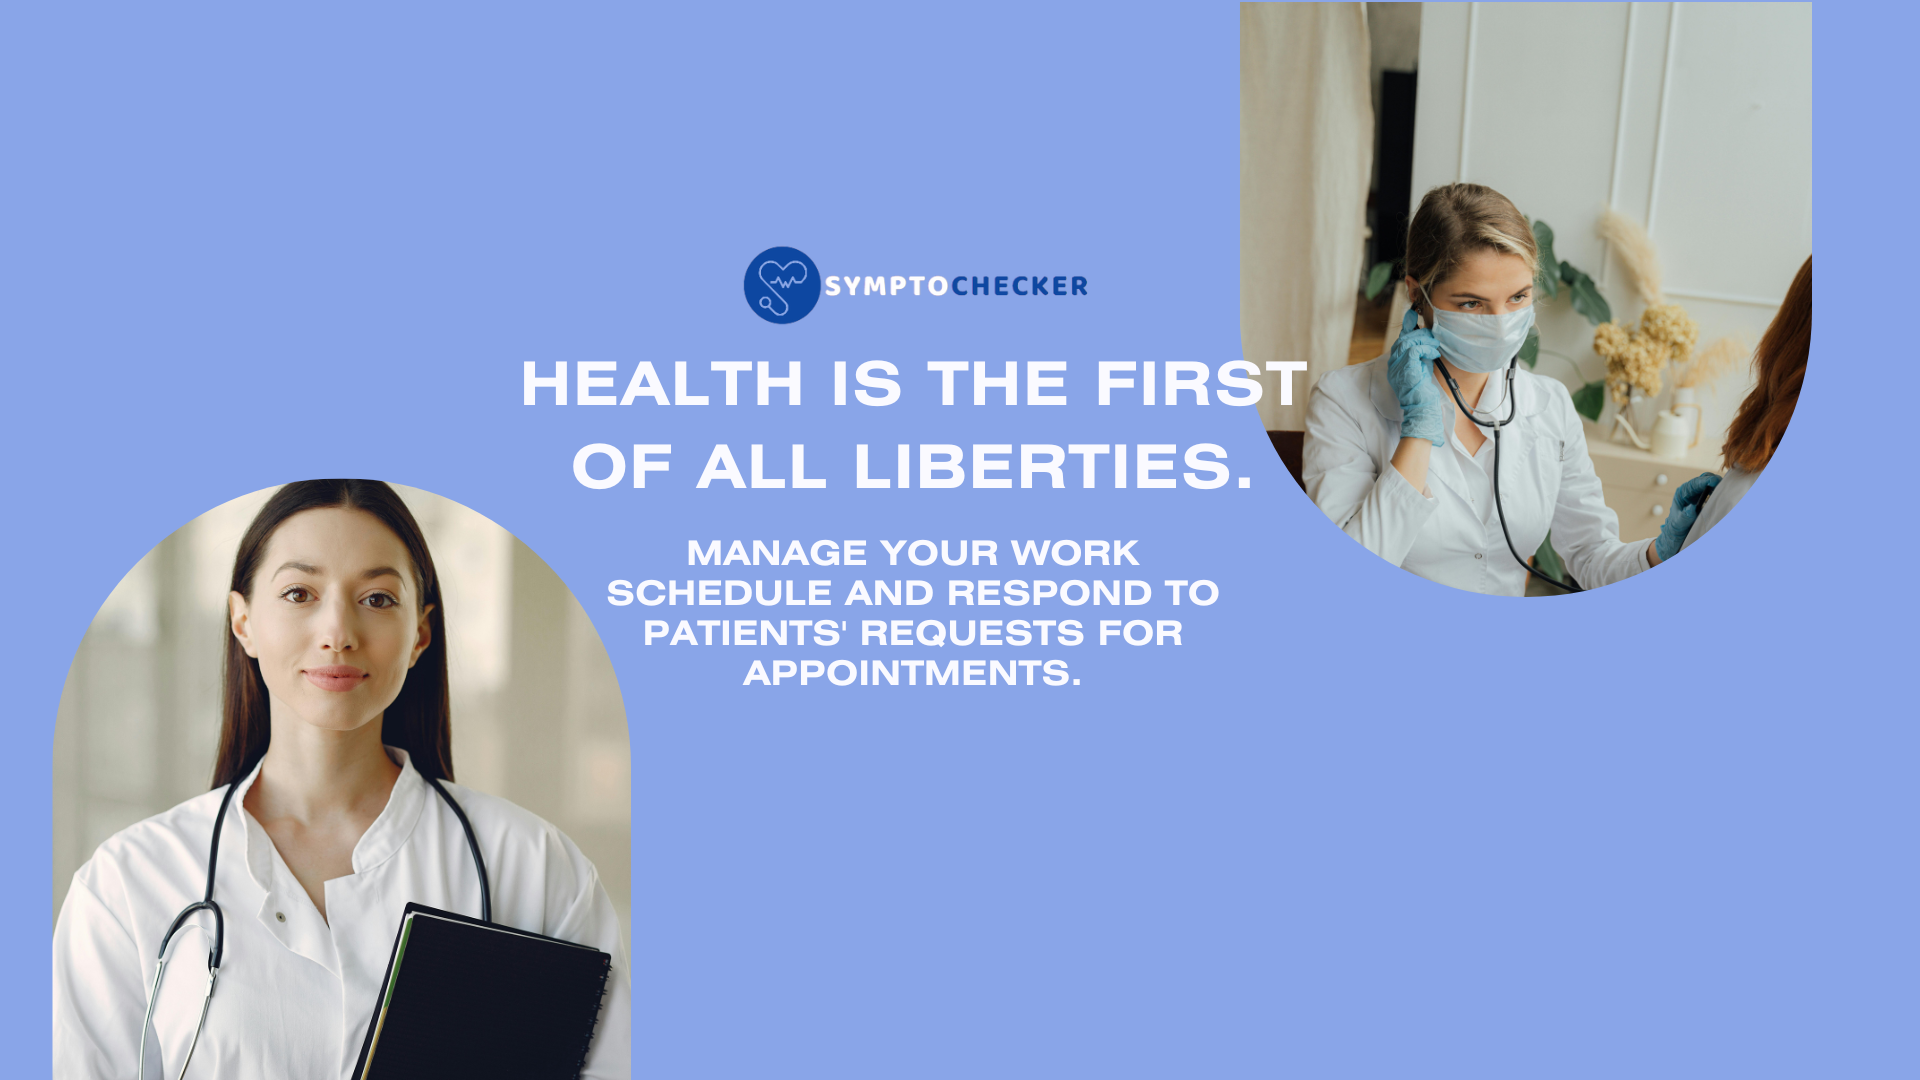 SYMPTOCHECKER
HEALTH IS THE FIRST
OF ALL LIBERTIES.
MANAGE YOUR WORK
SCHEDULE AND RESPOND TO
PATIENTS' REQUESTS FOR
APPOINTMENTS.